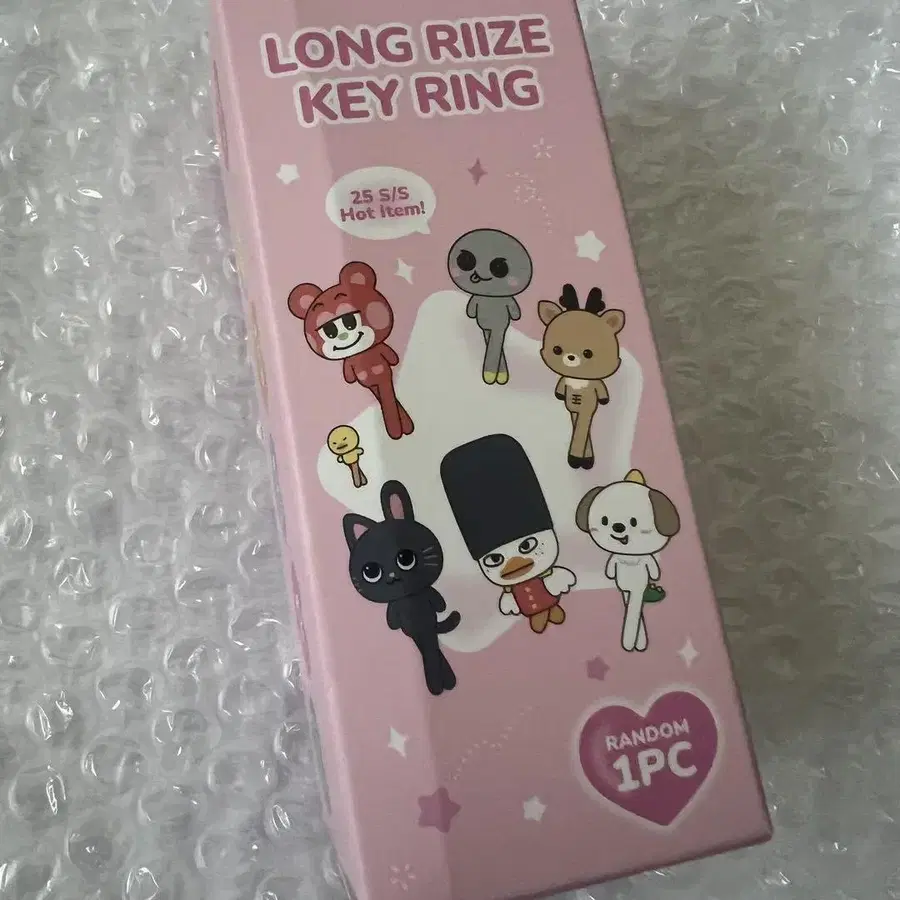 LONG RIIZE
KEY RING
25 S/S
Hot Item!
RANDOM
1PC